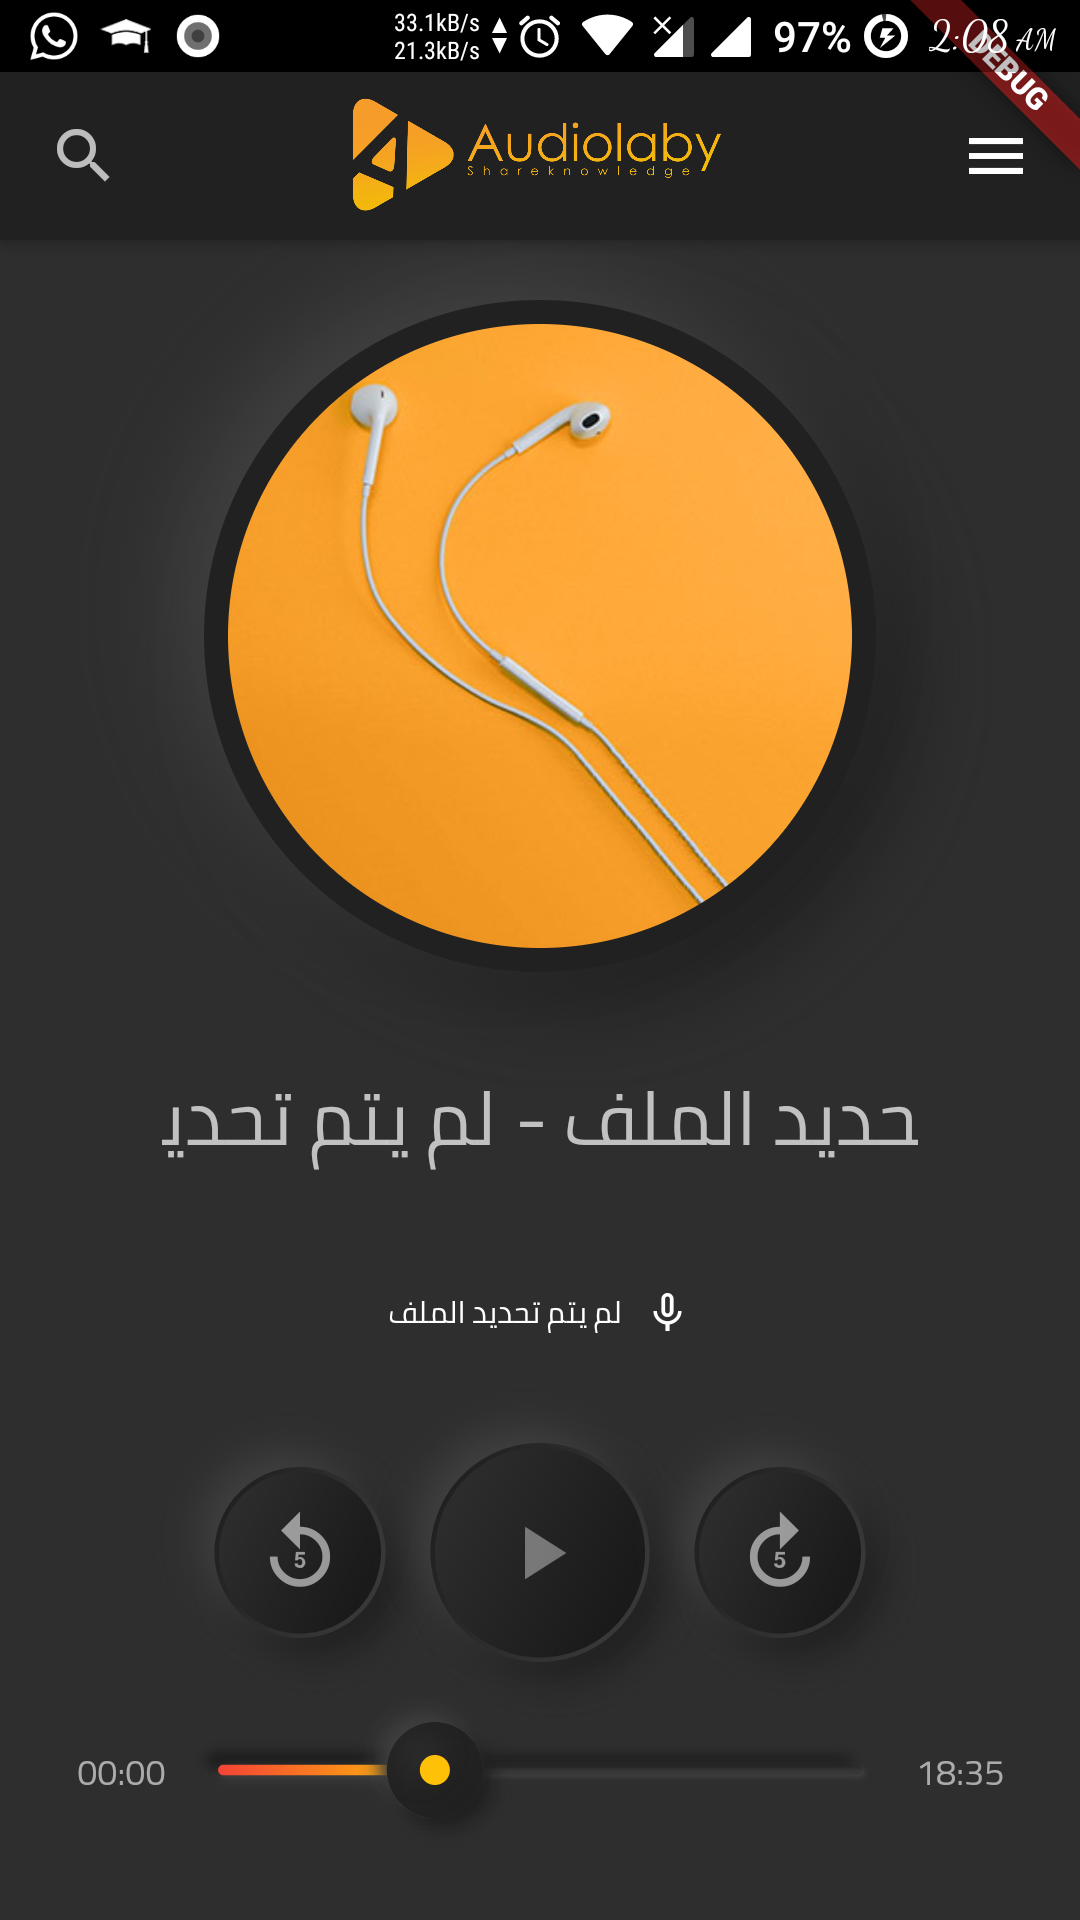 33.1kB/s
21.3kB/s
97%
2:08 AM
DEBUG
Audiolaby
Shareknowledge
حديد الملف - لم يتم تحدي
لم يتم تحديد الملف
5
5
00:00
18:35